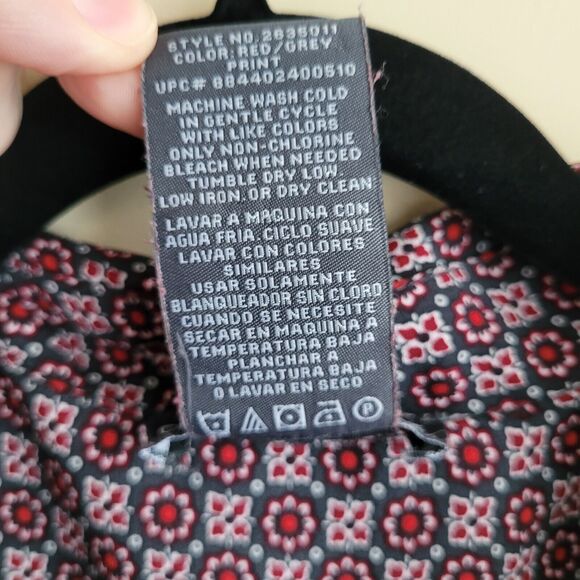 STYLE NO. 2635011
COLOR: RED/GREY
PRINT
UPC# 884402400510
MACHINE WASH COLD
IN GENTLE CYCLE
WITH LIKE COLORS
ONLY NON-CHLORINE
BLEACH WHEN NEEDED
TUMBLE DRY LOW
LOW IRON, OR DRY CLEAN
LAVAR A MAQUINA CON
AGUA FRIA CICLO SUAVE
LAVAR CON COLORES
SIMILARES
USAR SOLAMENTE
BLANQUEADOR SIN CLORO
CUANDO SE NECESITE
SECAR EN MAQUINA A
TEMPERATURA BAJA
PLANCHAR A
TEMPERATURA BAJA
O LAVAR EN SECO